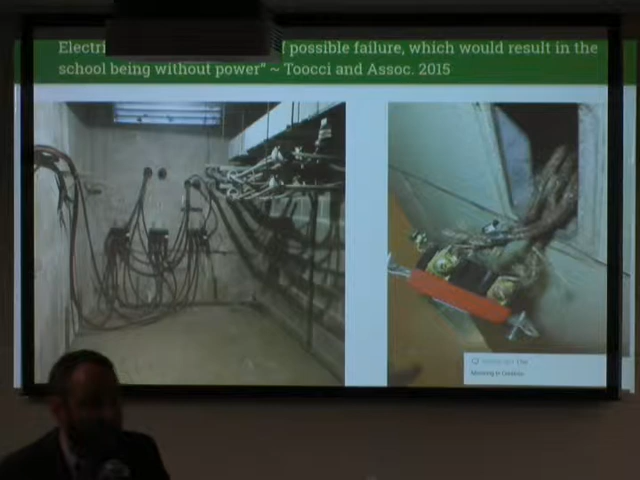 Electri f possible failure, which would result in the
school being without power" ~ Toocci and Assoc. 2015